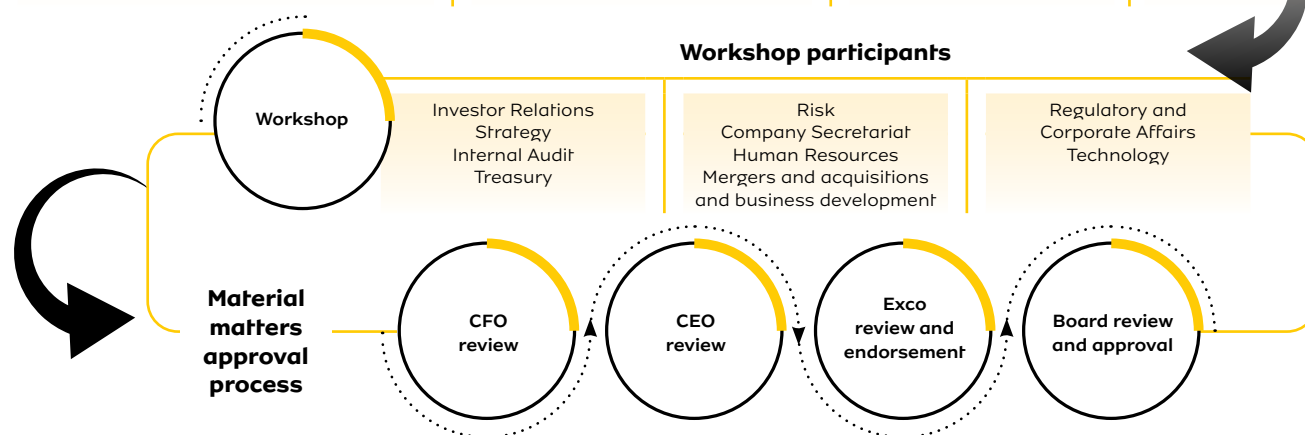 Workshop participants
Workshop
Investor Relations
Strategy
Internal Audit
Treasury
Risk
Company Secretariat
Human Resources
Mergers and acquisitions
and business development
Regulatory and
Corporate Affairs
Technology
Material
matters
approval
process
CFO
review
CEO
review
Exco
review and
endorsement
Board review
and approval